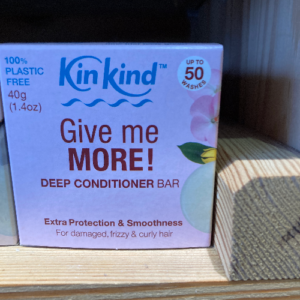 100%
PLASTIC
FREE
40g
(1.4oz)
KinKind™
UP TO
50
WASHES
Give me
MORE!
DEEP CONDITIONER BAR
Extra Protection & Smoothness
For damaged, frizzy & curly hair